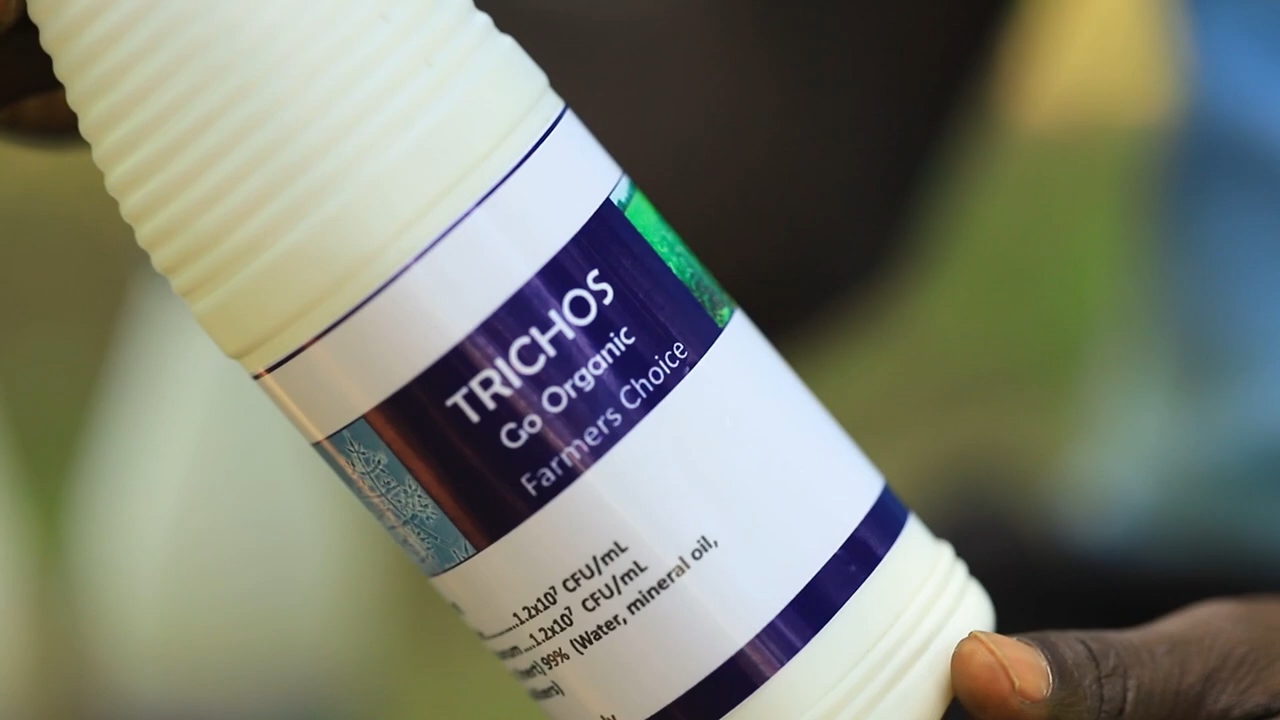 TRICHOS
Go Organic
Farmers Choice
1.2x10⁷ CFU/mL
1.2x10⁷ CFU/mL
99% (Water, mineral oil,